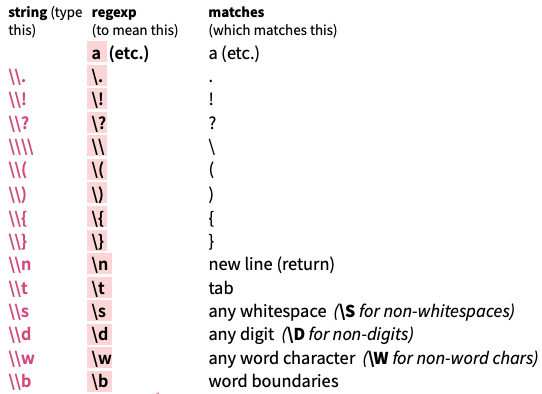 string (type regexp matches
this) (to mean this) (which matches this)
a (etc.) a (etc.)
\\. \. .
\\! \! !
\\? \? ?
\\\\ \\ \
\\( \( (
\\) \) )
\\{ \{ {
\\} \} }
\\n \n new line (return)
\\t \t tab
\\s \s any whitespace (\S for non-whitespaces)
\\d \d any digit (\D for non-digits)
\\w \w any word character (\W for non-word chars)
\\b \b word boundaries